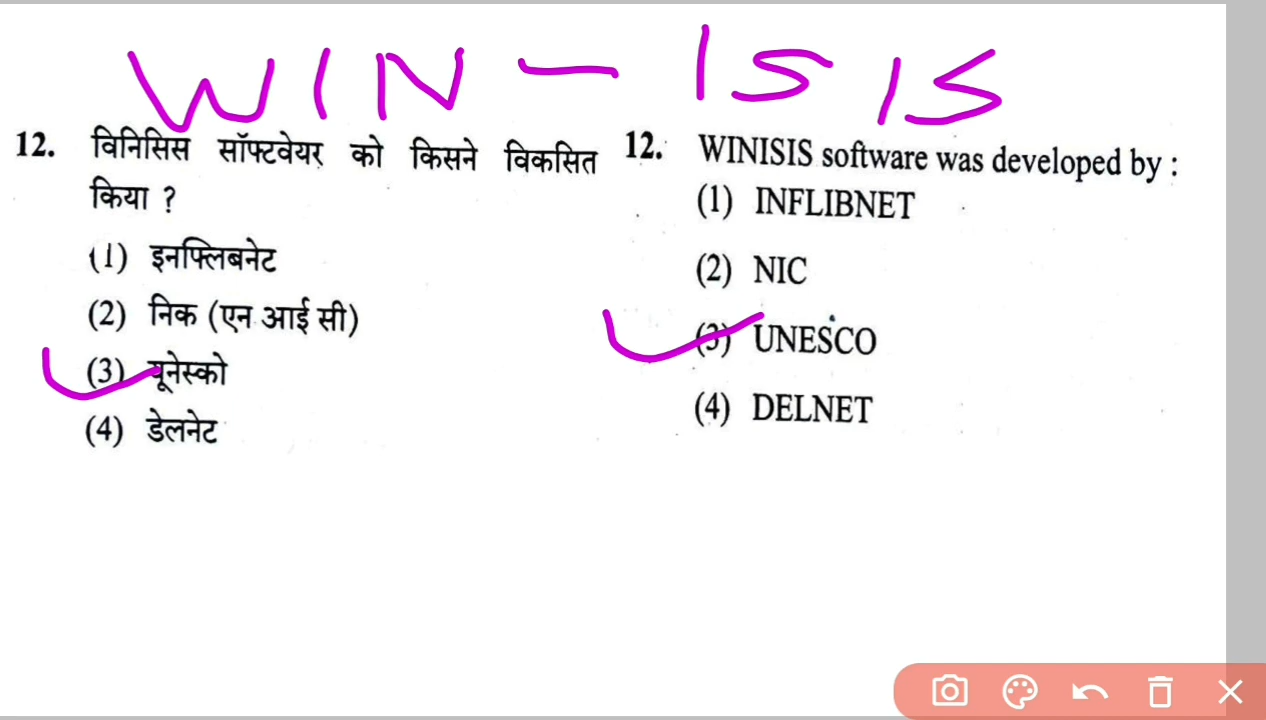 WIN - ISIS
12. विनिसिस सॉफ्टवेयर को किसने विकसित
किया ?
(1) इनफ्लिबनेट
(2) निक (एन आई सी)
(3) यूनेस्को
(4) डेलनेट
12. WINISIS software was developed by :
(1) INFLIBNET
(2) NIC
(3) UNESCO
(4) DELNET